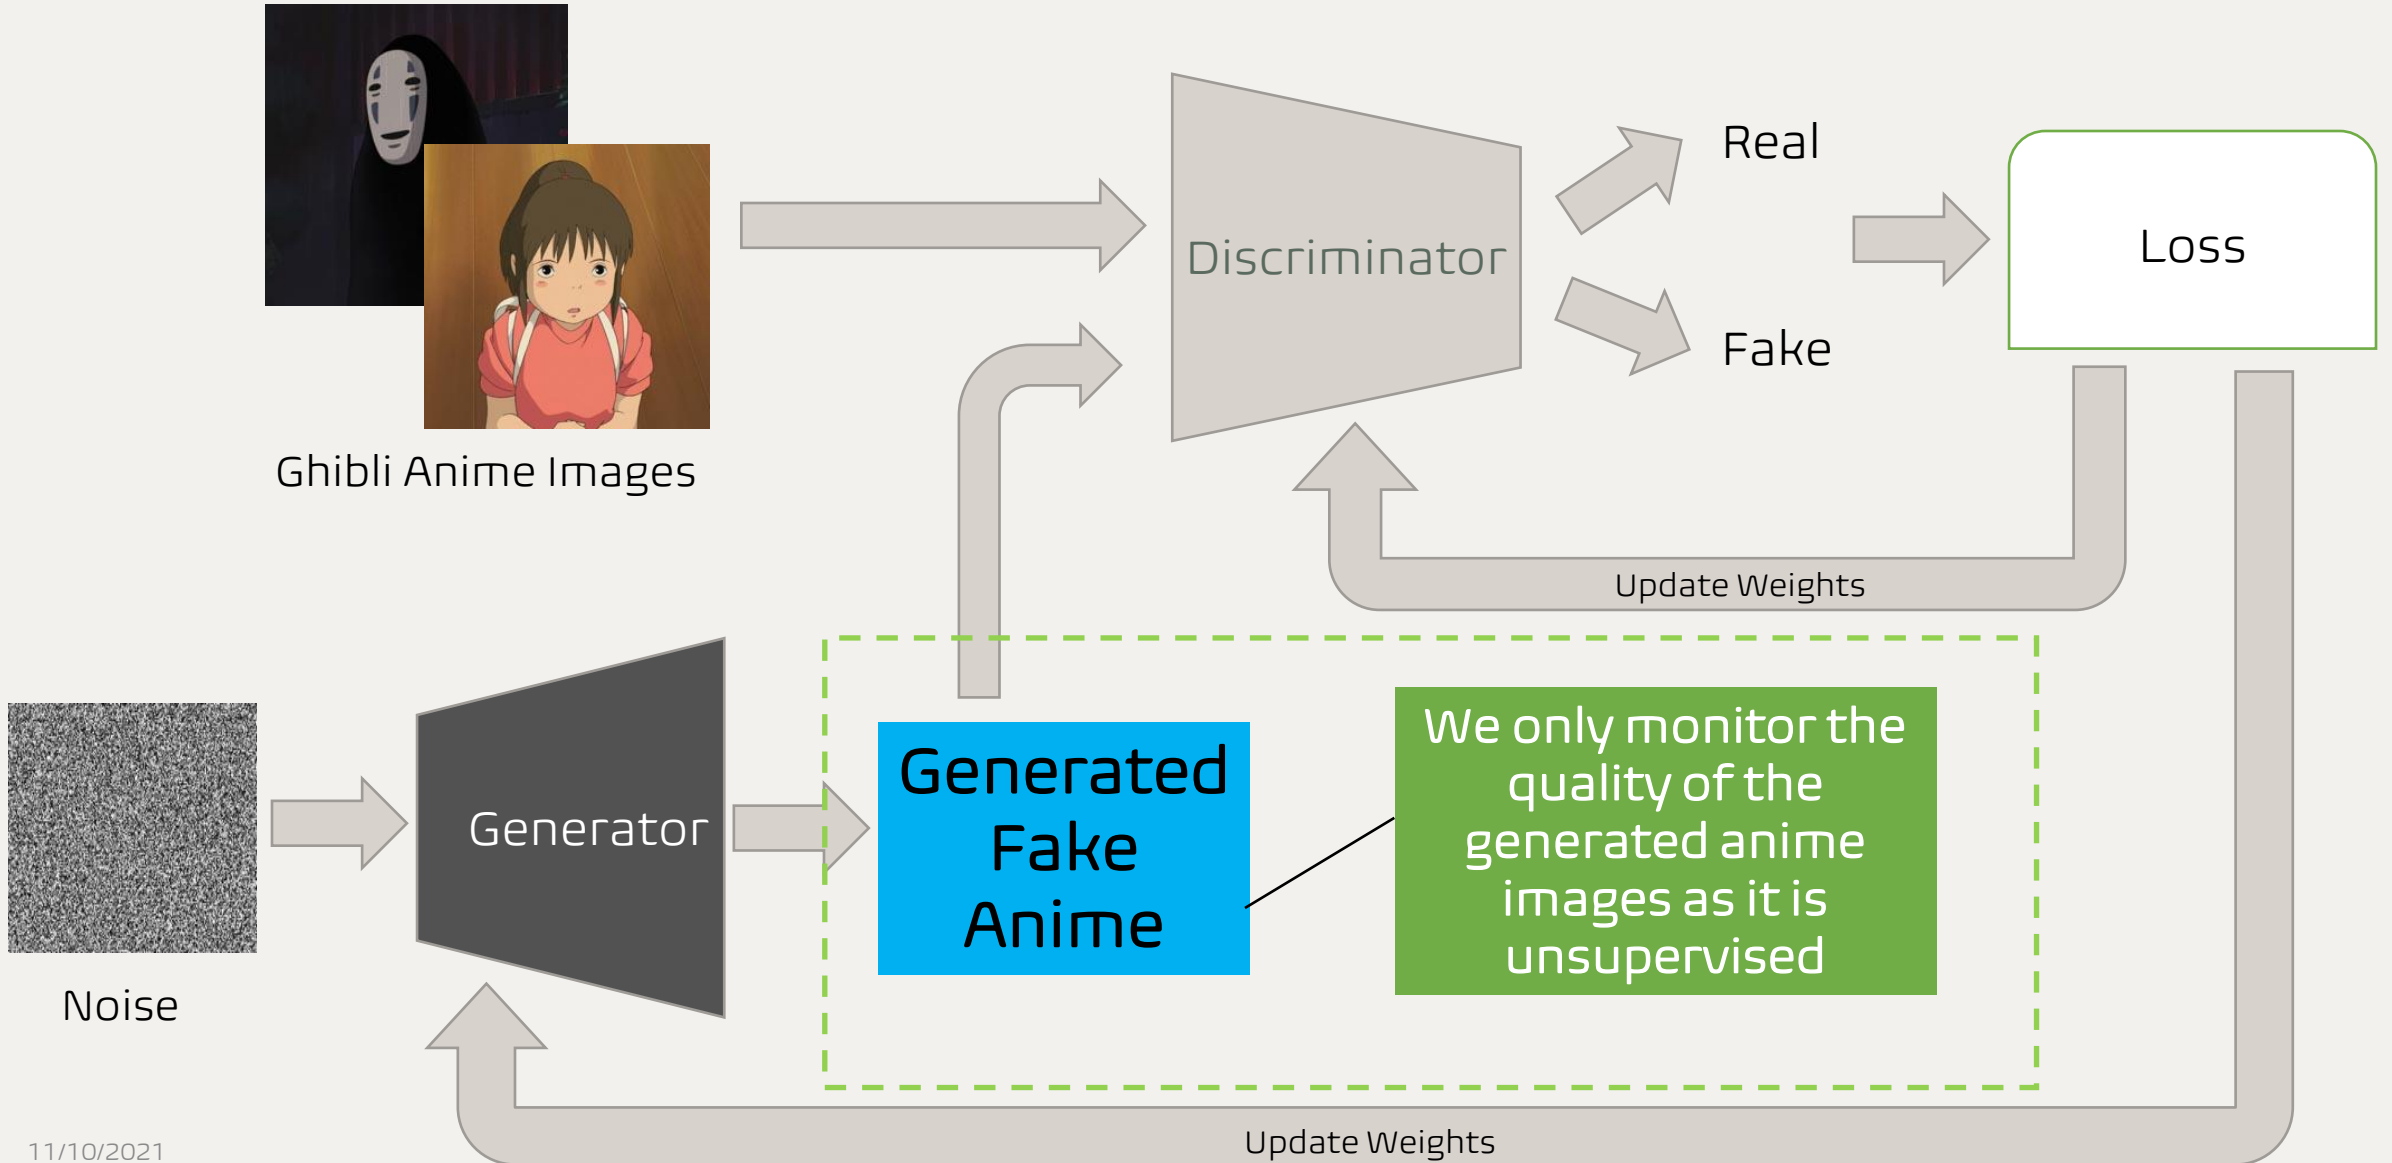 Real
Discriminator
Loss
Fake
Ghibli Anime Images
Update Weights
Generated
Fake
Anime
We only monitor the
quality of the
generated anime
images as it is
unsupervised
Generator
Noise
Update Weights
11/10/2021